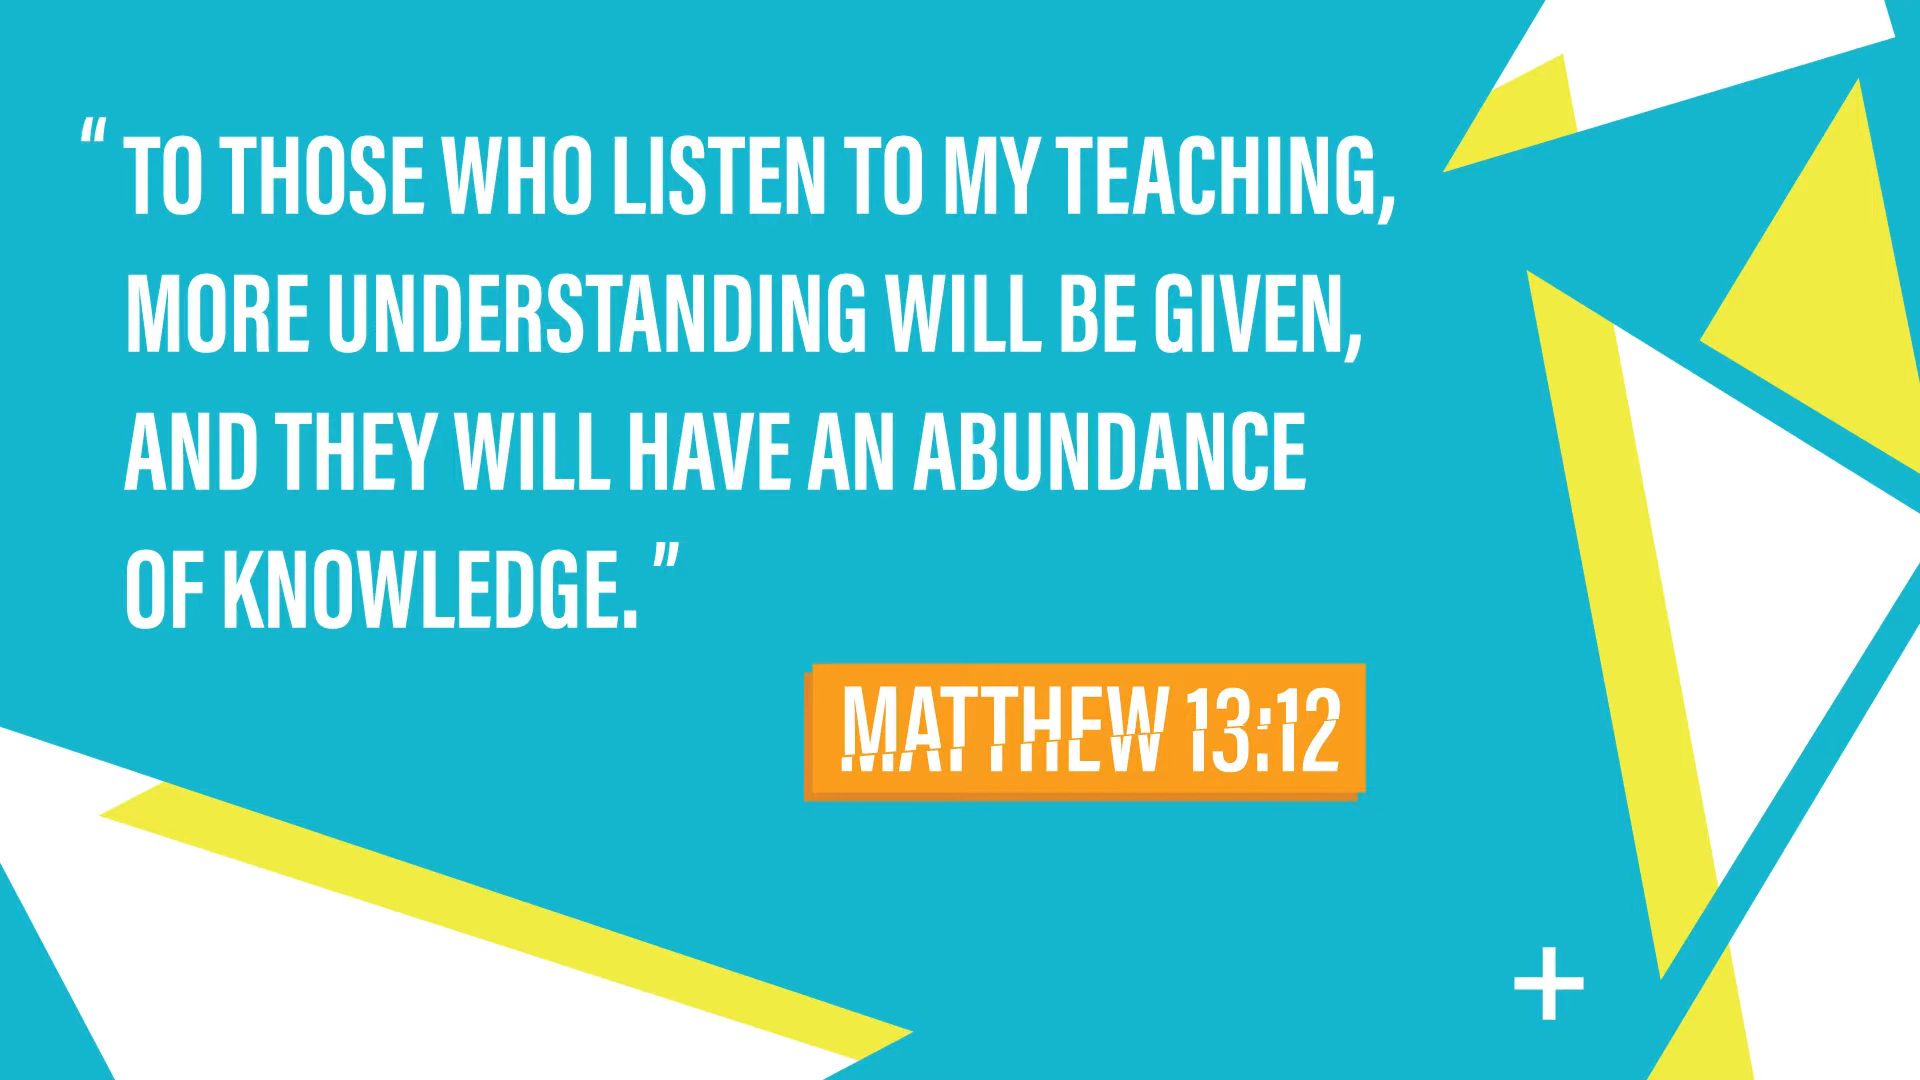 “ TO THOSE WHO LISTEN TO MY TEACHING,
MORE UNDERSTANDING WILL BE GIVEN,
AND THEY WILL HAVE AN ABUNDANCE
OF KNOWLEDGE. ”
MATTHEW 13:12